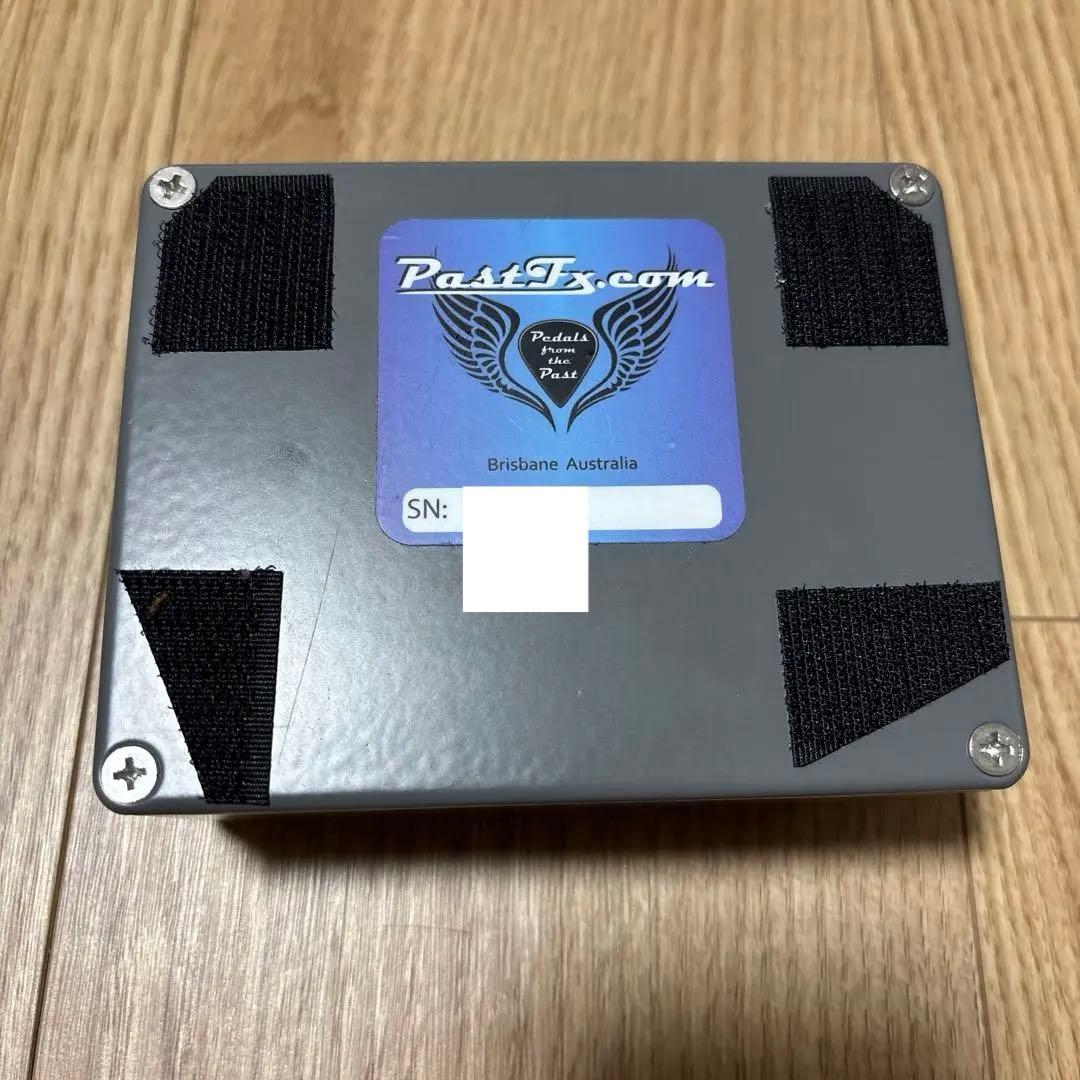 PastFx.com
Pedals
from
the
Past
Brisbane Australia
SN: